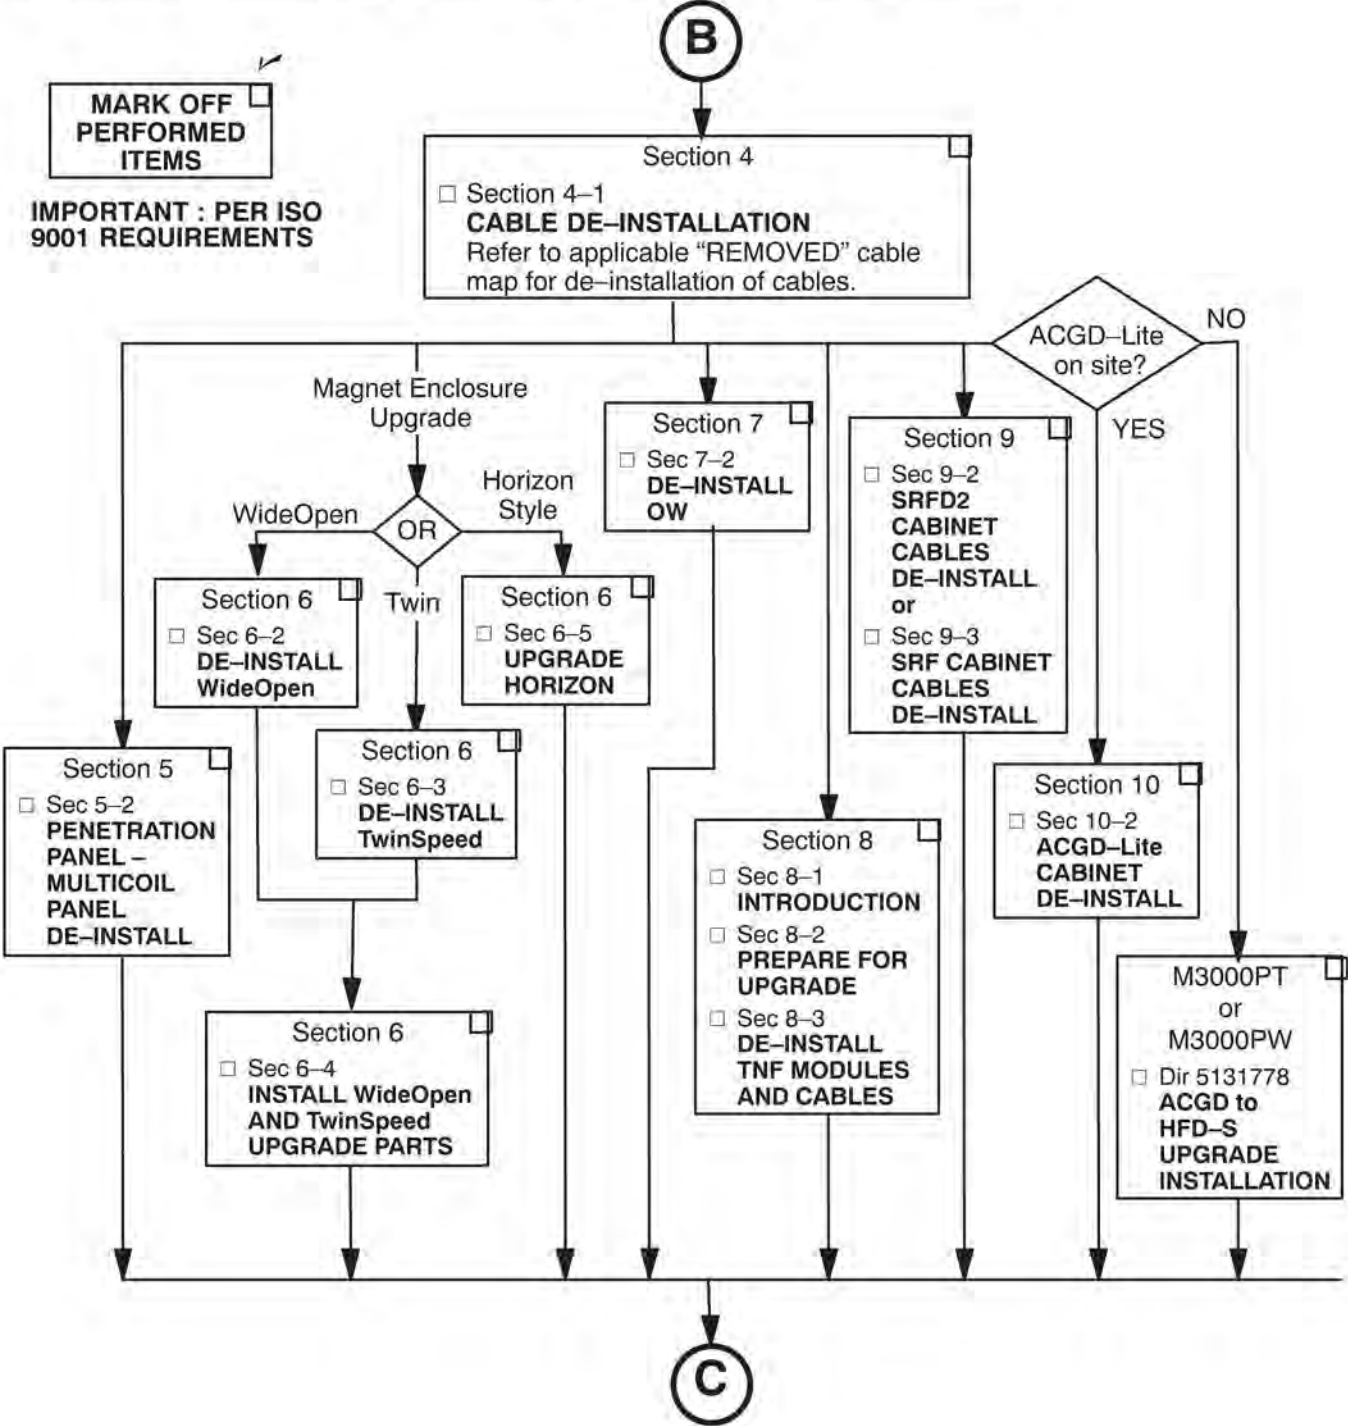 B
MARK OFF
PERFORMED
ITEMS
IMPORTANT : PER ISO
9001 REQUIREMENTS
Section 4
Section 4–1
CABLE DE–INSTALLATION
Refer to applicable “REMOVED” cable
map for de–installation of cables.
ACGD–Lite
on site?
NO
YES
Magnet Enclosure
Upgrade
OR
WideOpen
Twin
Horizon
Style
Section 7
Sec 7–2
DE–INSTALL
OW
Section 9
Sec 9–2
SRFD2
CABINET
CABLES
DE–INSTALL
or
Sec 9–3
SRF CABINET
CABLES
DE–INSTALL
Section 6
Sec 6–2
DE–INSTALL
WideOpen
Section 6
Sec 6–5
UPGRADE
HORIZON
Section 6
Sec 6–3
DE–INSTALL
TwinSpeed
Section 5
Sec 5–2
PENETRATION
PANEL –
MULTICOIL
PANEL
DE–INSTALL
Section 10
Sec 10–2
ACGD–Lite
CABINET
DE–INSTALL
Section 8
Sec 8–1
INTRODUCTION
Sec 8–2
PREPARE FOR
UPGRADE
Sec 8–3
DE–INSTALL
TNF MODULES
AND CABLES
M3000PT
or
M3000PW
Dir 5131778
ACGD to
HFD–S
UPGRADE
INSTALLATION
Section 6
Sec 6–4
INSTALL WideOpen
AND TwinSpeed
UPGRADE PARTS
C